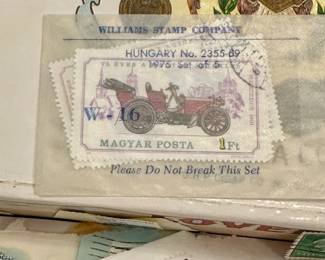 WILLIAMS STAMP COMPANY
HUNGARY No. 2355-59
1975 Set of 5
W-16
MAGYAR POSTA 1Ft
Please Do Not Break This Set